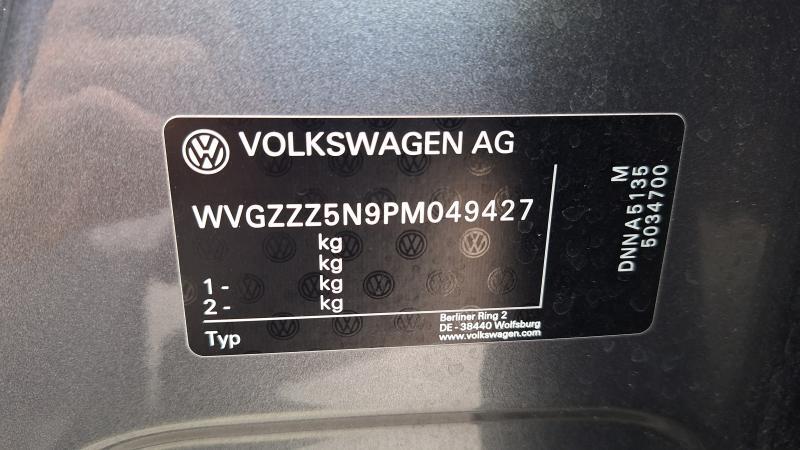 VOLKSWAGEN AG
WVGZZZ5N9PM049427
kg
kg
1 - kg
2 - kg
Typ
Berliner Ring 2
DE - 38440 Wolfsburg
www.volkswagen.com
M
DNNA5135
5034700